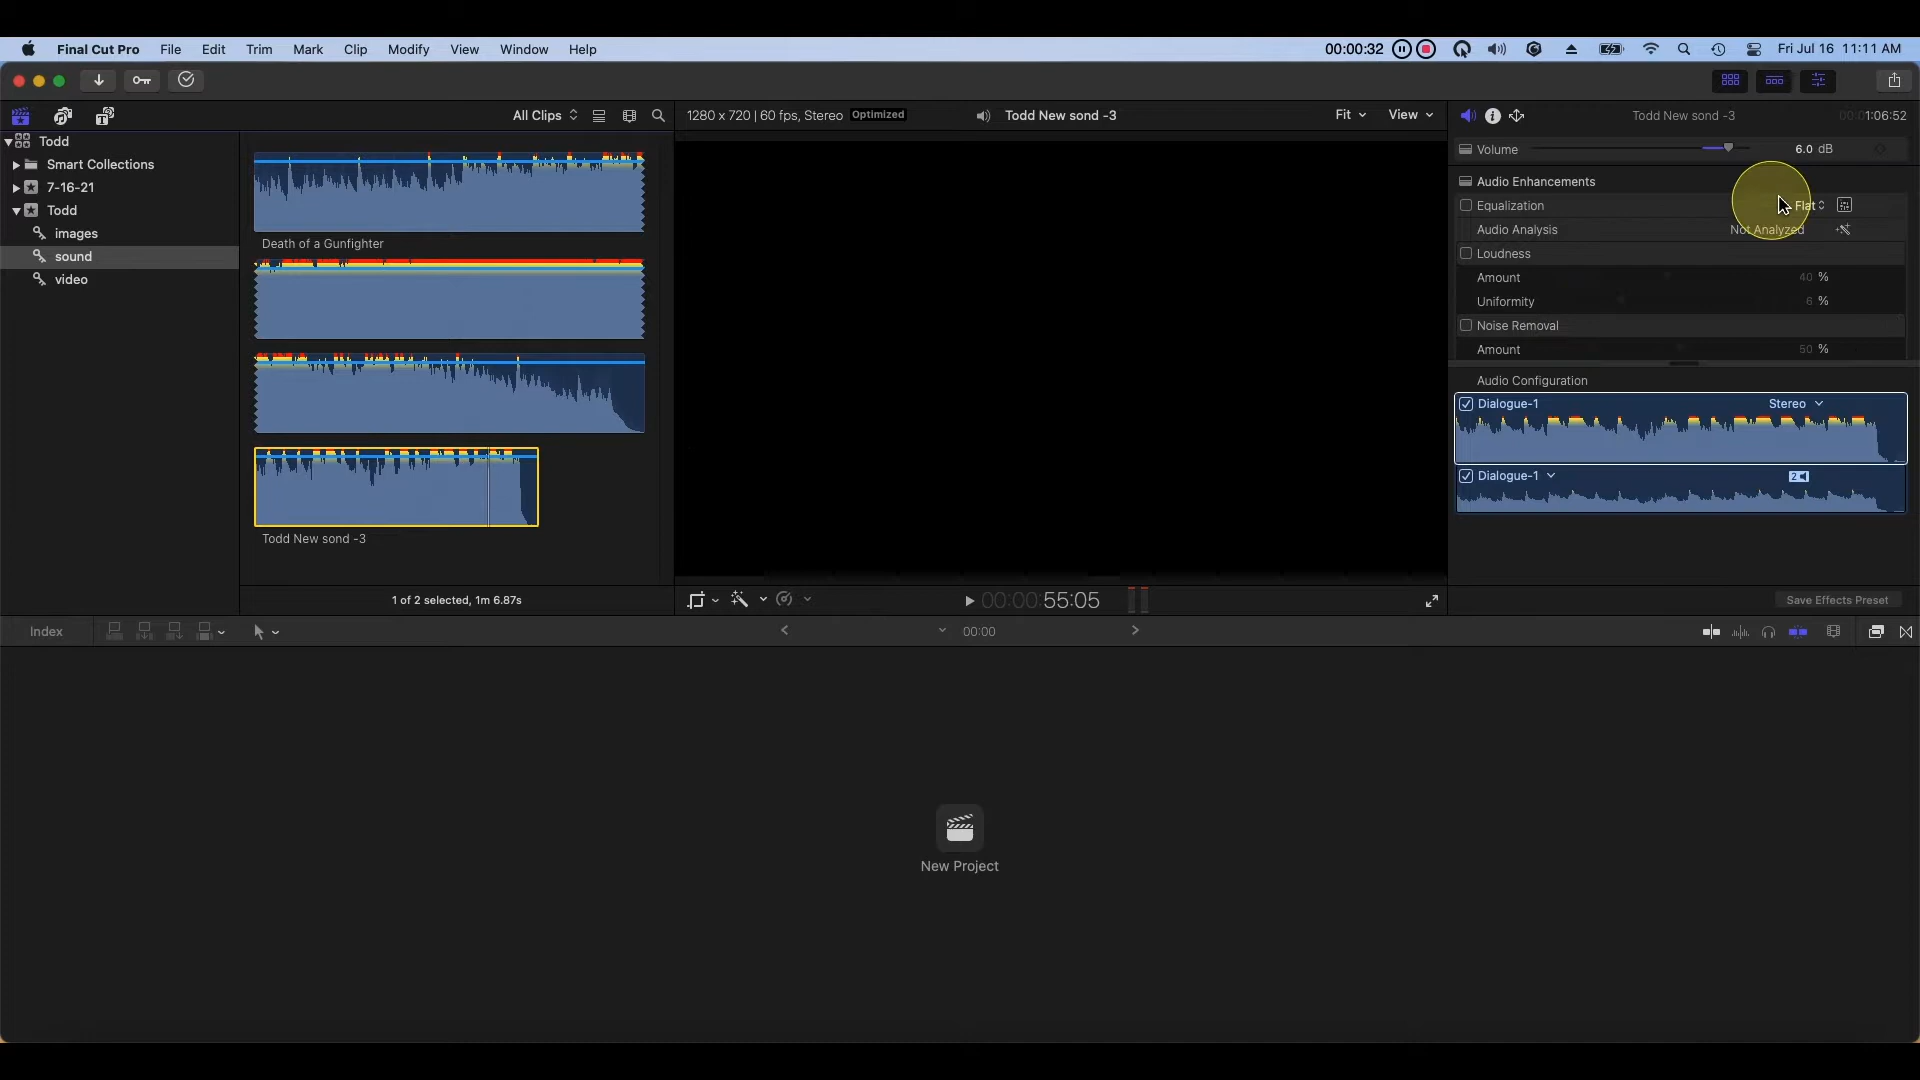 Final Cut Pro File Edit Trim Mark Clip Modify View Window Help 00:00:32 Fri Jul 16 11:11 AM
All Clips 1280 x 720 | 60 fps, Stereo Optimized Todd New sond -3 Fit View Todd New sond -3 00:01:06:52
Todd
Smart Collections
7-16-21
Todd
images
sound
video
Death of a Gunfighter
Todd New sond -3
1 of 2 selected, 1m 6.87s
00:00:55:05
Volume 6.0 dB
Audio Enhancements
Equalization Flat
Audio Analysis Not Analyzed
Loudness
Amount 40 %
Uniformity 6 %
Noise Removal
Amount 50 %
Audio Configuration
Dialogue-1 Stereo
Dialogue-1 2
Save Effects Preset
Index 00:00
New Project